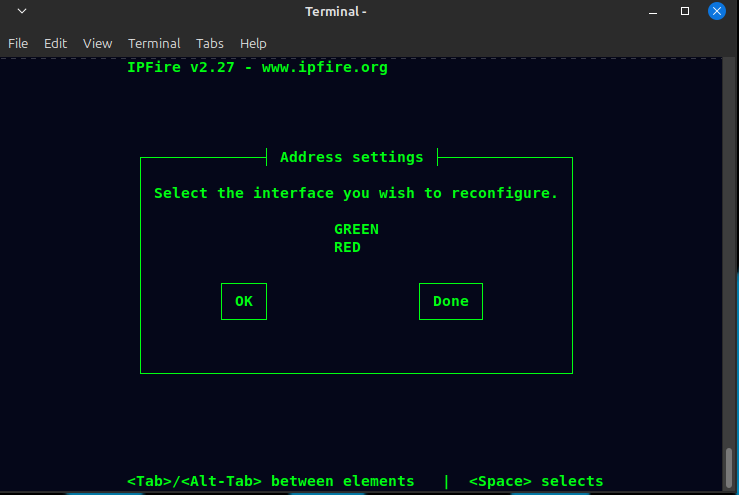 Terminal -
File Edit View Terminal Tabs Help
IPFire v2.27 - www.ipfire.org
Address settings
Select the interface you wish to reconfigure.
GREEN
RED
OK Done
<Tab>/<Alt-Tab> between elements | <Space> selects